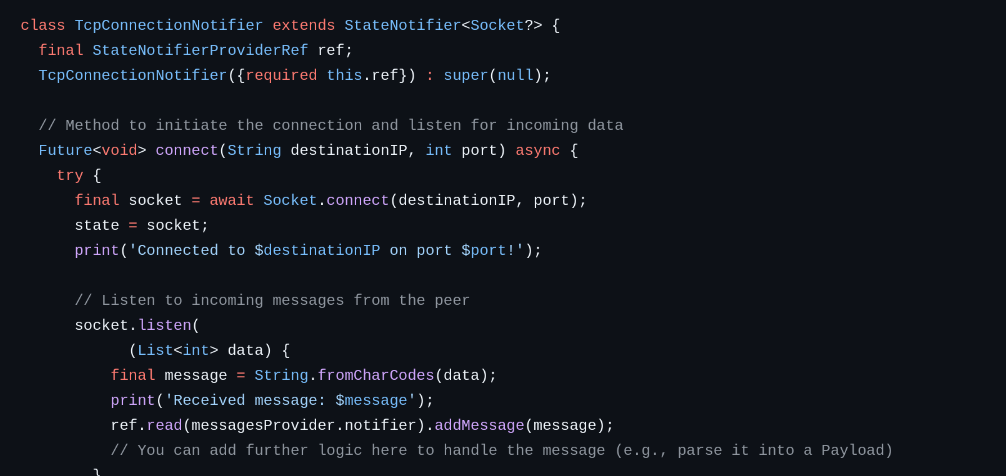 class TcpConnectionNotifier extends StateNotifier<Socket?> {
  final StateNotifierProviderRef ref;
  TcpConnectionNotifier({required this.ref}) : super(null);

  // Method to initiate the connection and listen for incoming data
  Future<void> connect(String destinationIP, int port) async {
    try {
      final socket = await Socket.connect(destinationIP, port);
      state = socket;
      print('Connected to $destinationIP on port $port!');

      // Listen to incoming messages from the peer
      socket.listen(
            (List<int> data) {
          final message = String.fromCharCodes(data);
          print('Received message: $message');
          ref.read(messagesProvider.notifier).addMessage(message);
          // You can add further logic here to handle the message (e.g., parse it into a Payload)
        }